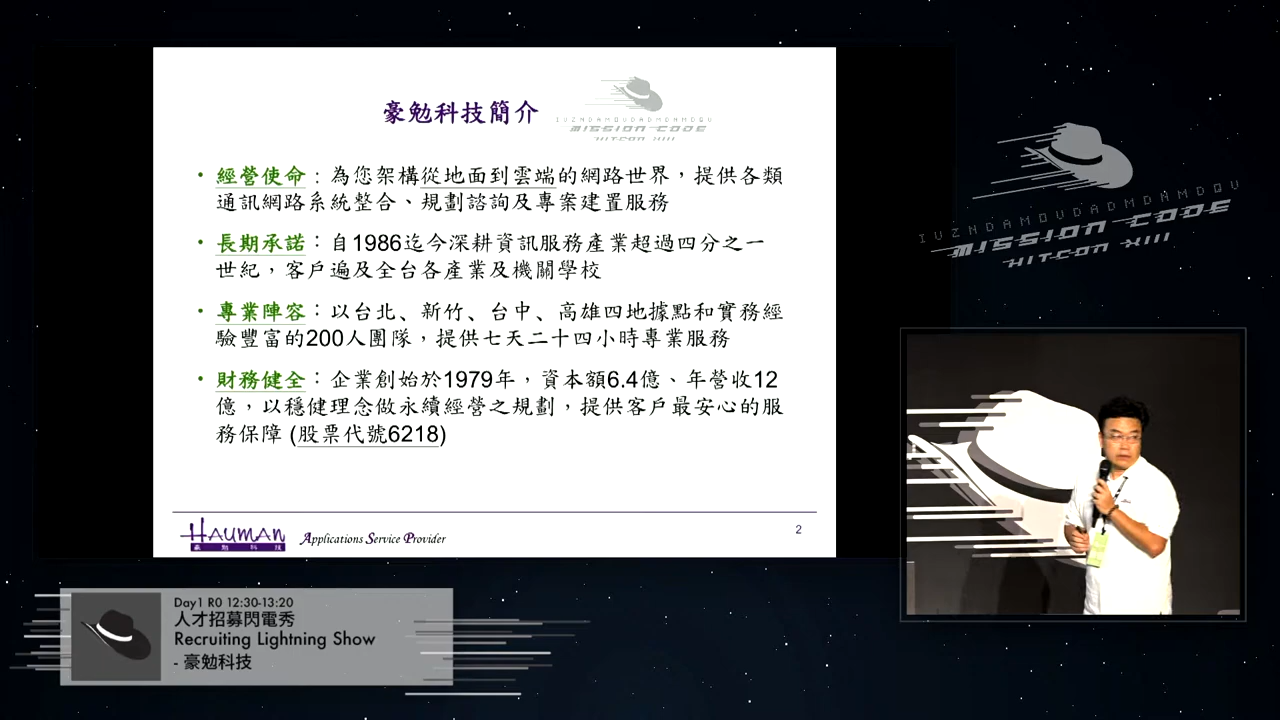 豪勉科技簡介
IVZNDAMOVDADMDHMDQV
MISSION CODE
HITCON XIII
• 經營使命：為您架構從地面到雲端的網路世界，提供各類
通訊網路系統整合、規劃諮詢及專案建置服務
• 長期承諾：自1986迄今深耕資訊服務產業超過四分之一
世紀，客戶遍及全台各產業及機關學校
• 專業陣容：以台北、新竹、台中、高雄四地據點和實務經
驗豐富的200人團隊，提供七天二十四小時專業服務
• 財務健全：企業創始於1979年，資本額6.4億、年營收12
億，以穩健理念做永續經營之規劃，提供客戶最安心的服
務保障 (股票代號6218)
HAUMAN
豪勉科技
Applications Service Provider
2
IVZNDAMOVDADMDHMDQV
MISSION CODE
HITCON XIII
Day1 R0 12:30-13:20
人才招募閃電秀
Recruiting Lightning Show
- 豪勉科技